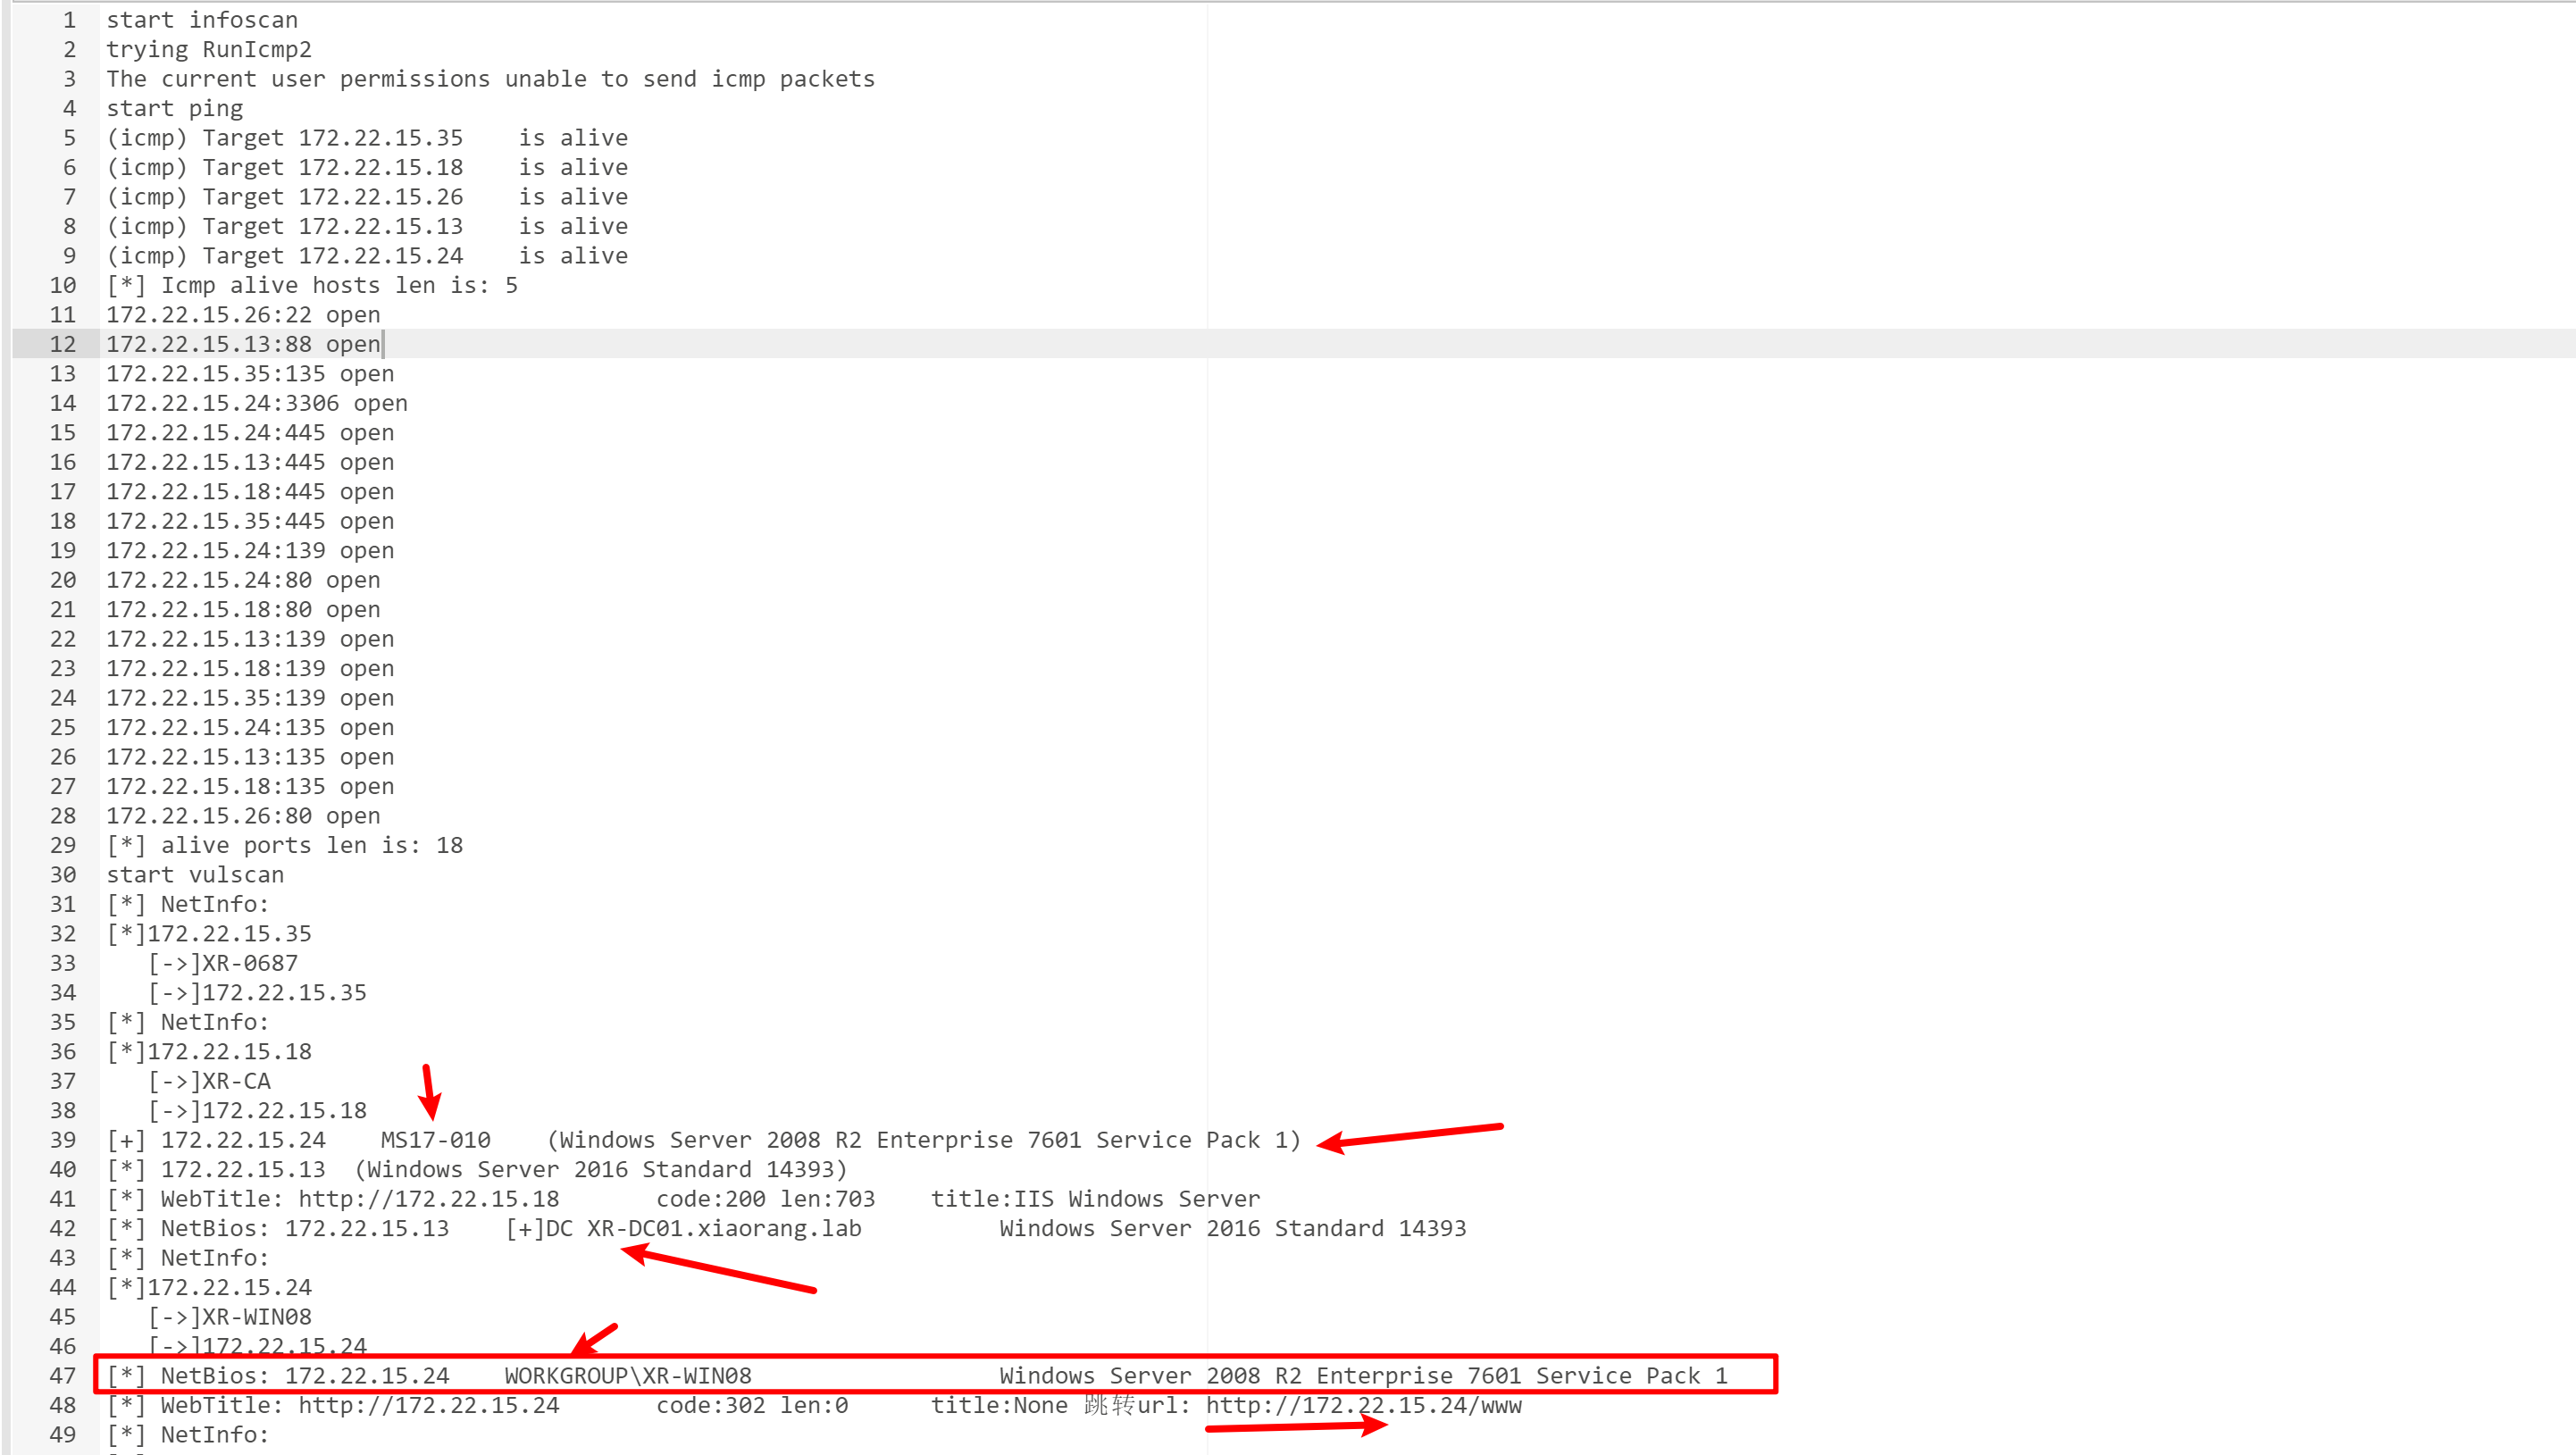 1 start infoscan
2 trying RunIcmp2
3 The current user permissions unable to send icmp packets
4 start ping
5 (icmp) Target 172.22.15.35    is alive
6 (icmp) Target 172.22.15.18    is alive
7 (icmp) Target 172.22.15.26    is alive
8 (icmp) Target 172.22.15.13    is alive
9 (icmp) Target 172.22.15.24    is alive
10 [*] Icmp alive hosts len is: 5
11 172.22.15.26:22 open
12 172.22.15.13:88 open
13 172.22.15.35:135 open
14 172.22.15.24:3306 open
15 172.22.15.24:445 open
16 172.22.15.13:445 open
17 172.22.15.18:445 open
18 172.22.15.35:445 open
19 172.22.15.24:139 open
20 172.22.15.24:80 open
21 172.22.15.18:80 open
22 172.22.15.13:139 open
23 172.22.15.18:139 open
24 172.22.15.35:139 open
25 172.22.15.24:135 open
26 172.22.15.13:135 open
27 172.22.15.18:135 open
28 172.22.15.26:80 open
29 [*] alive ports len is: 18
30 start vulscan
31 [*] NetInfo:
32 [*]172.22.15.35
33    [->]XR-0687
34    [->]172.22.15.35
35 [*] NetInfo:
36 [*]172.22.15.18
37    [->]XR-CA
38    [->]172.22.15.18
39 [+] 172.22.15.24    MS17-010    (Windows Server 2008 R2 Enterprise 7601 Service Pack 1)
40 [*] 172.22.15.13  (Windows Server 2016 Standard 14393)
41 [*] WebTitle: http://172.22.15.18       code:200 len:703    title:IIS Windows Server
42 [*] NetBios: 172.22.15.13    [+]DC XR-DC01.xiaorang.lab          Windows Server 2016 Standard 14393
43 [*] NetInfo:
44 [*]172.22.15.24
45    [->]XR-WIN08
46    [->]172.22.15.24
47 [*] NetBios: 172.22.15.24    WORKGROUP\XR-WIN08                  Windows Server 2008 R2 Enterprise 7601 Service Pack 1
48 [*] WebTitle: http://172.22.15.24       code:302 len:0      title:None 跳转url: http://172.22.15.24/www
49 [*] NetInfo: